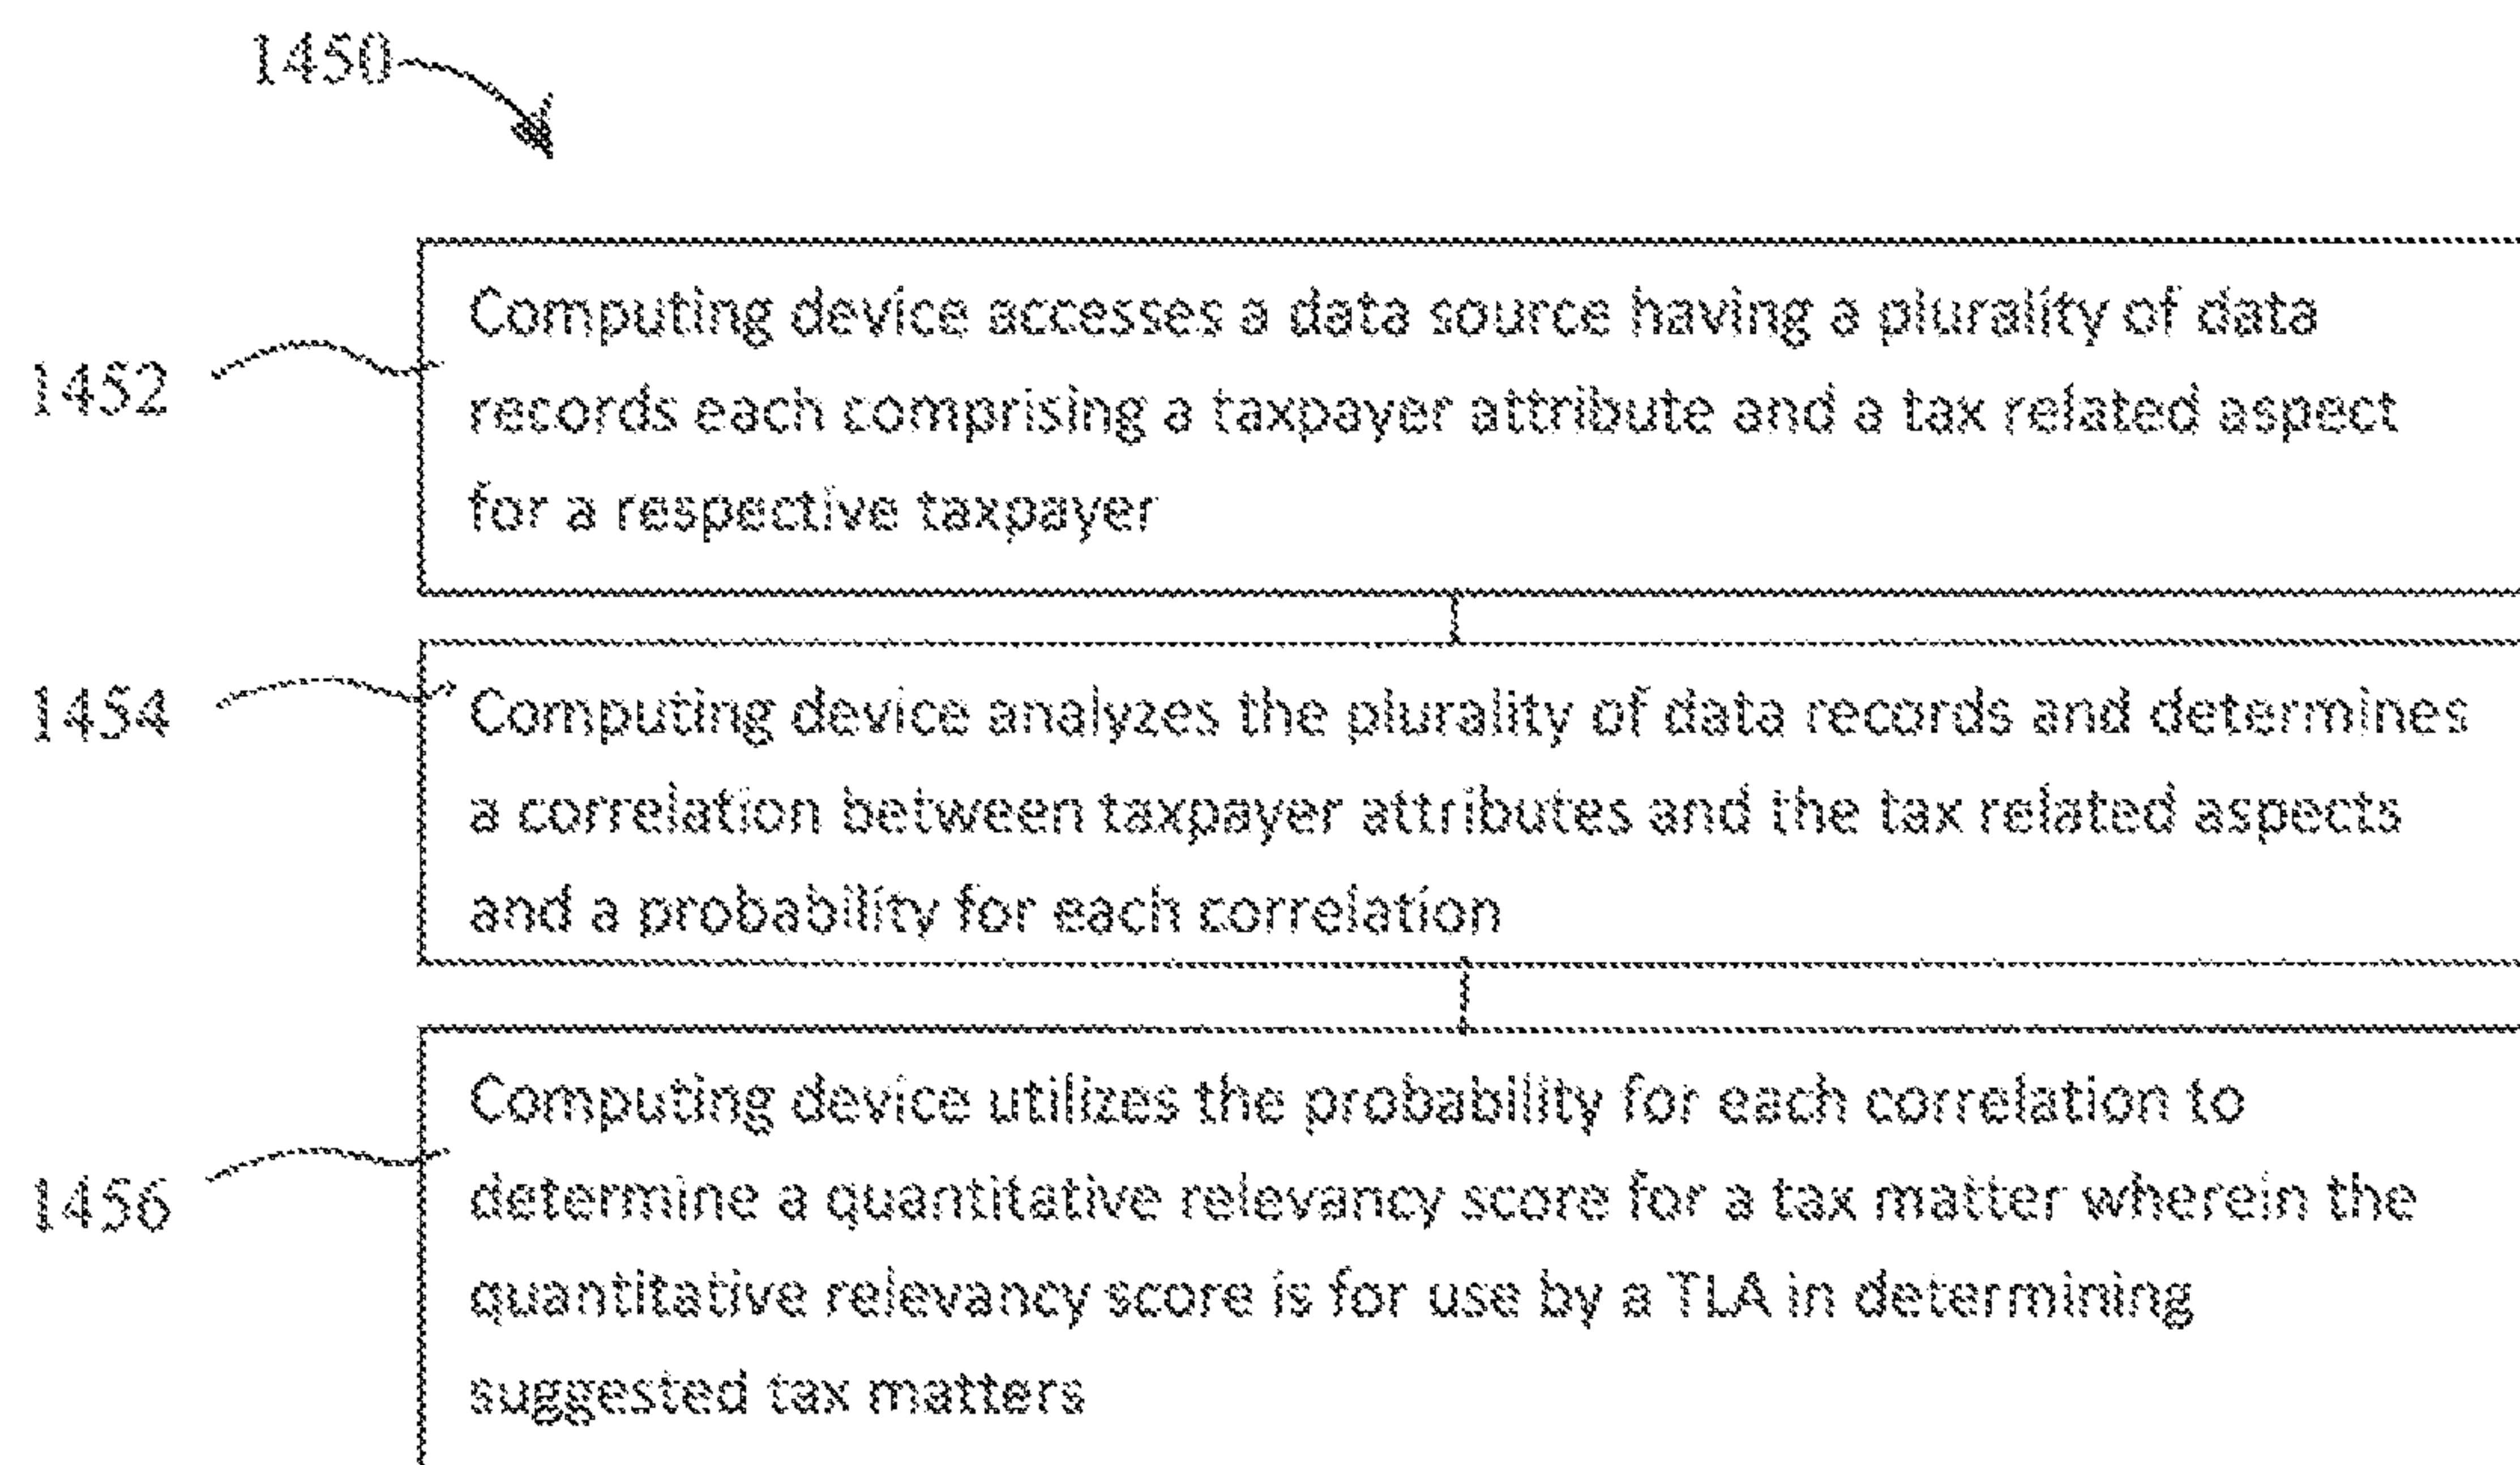 1450
1452
Computing device accesses a data source having a plurality of data
records each comprising a taxpayer attribute and a tax related aspect
for a respective taxpayer
1454
Computing device analyzes the plurality of data records and determines
a correlation between taxpayer attributes and the tax related aspects
and a probability for each correlation
1456
Computing device utilizes the probability for each correlation to
determine a quantitative relevancy score for a tax matter wherein the
quantitative relevancy score is for use by a TLA in determining
suggested tax matters